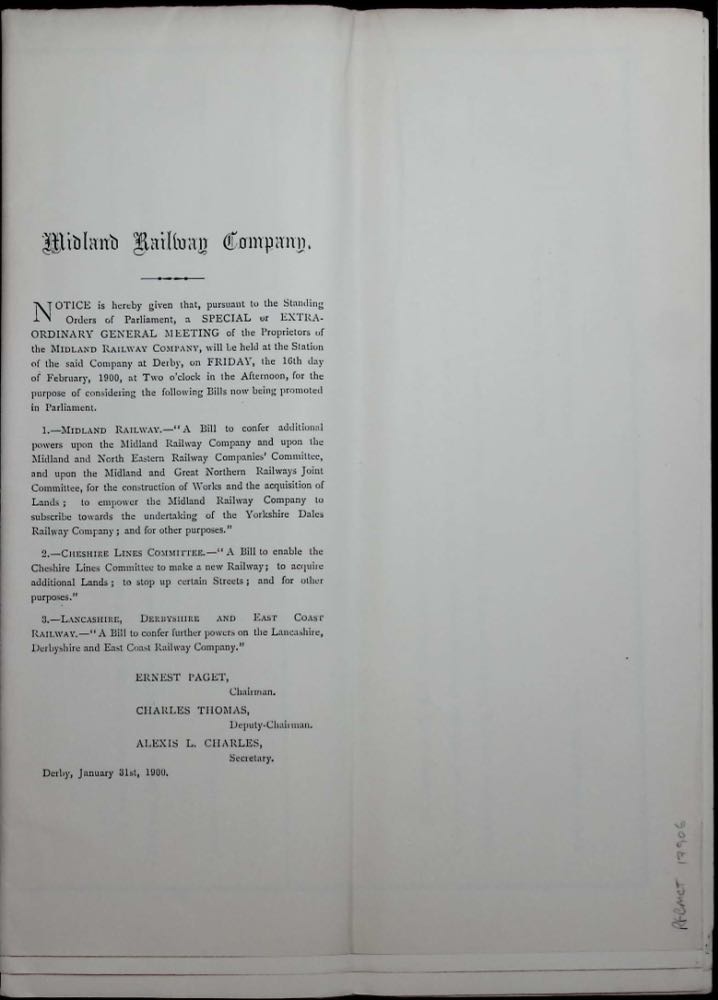 Midland Railway Company.
NOTICE is hereby given that, pursuant to the Standing
Orders of Parliament, a SPECIAL or EXTRA-
ORDINARY GENERAL MEETING of the Proprietors of
the MIDLAND RAILWAY COMPANY, will be held at the Station
of the said Company at Derby, on FRIDAY, the 16th day
of February, 1900, at Two o'clock in the Afternoon, for the
purpose of considering the following Bills now being promoted
in Parliament.
1.—MIDLAND RAILWAY.—"A Bill to confer additional
powers upon the Midland Railway Company and upon the
Midland and North Eastern Railway Companies' Committee,
and upon the Midland and Great Northern Railways Joint
Committee, for the construction of Works and the acquisition of
Lands; to empower the Midland Railway Company to
subscribe towards the undertaking of the Yorkshire Dales
Railway Company; and for other purposes."
2.—CHESHIRE LINES COMMITTEE.—"A Bill to enable the
Cheshire Lines Committee to make a new Railway; to acquire
additional Lands; to stop up certain Streets; and for other
purposes."
3.—LANCASHIRE, DERBYSHIRE AND EAST COAST
RAILWAY.—"A Bill to confer further powers on the Lancashire,
Derbyshire and East Coast Railway Company."
ERNEST PAGET,
Chairman.
CHARLES THOMAS,
Deputy-Chairman.
ALEXIS L. CHARLES,
Secretary.
Derby, January 31st, 1900.
17906